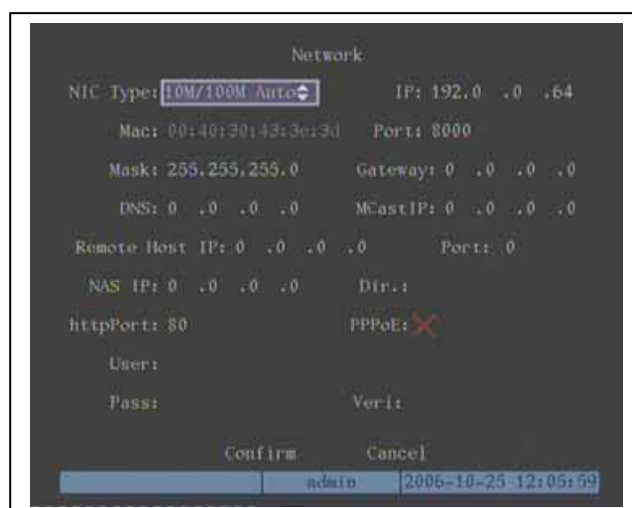 Network
NIC Type: 10M/100M Auto IP: 192.0 .0 .64
Mac: 00:40:30:43:3e:3d Port: 8000
Mask: 255.255.255.0 Gateway: 0 .0 .0 .0
DNS: 0 .0 .0 .0 MCastIP: 0 .0 .0 .0
Remote Host IP: 0 .0 .0 .0 Port: 0
NAS IP: 0 .0 .0 .0 Dir.:
httpPort: 80 PPPoE:
User:
Pass: Veri:
Confirm Cancel
admin 2006-10-25 12:05:59